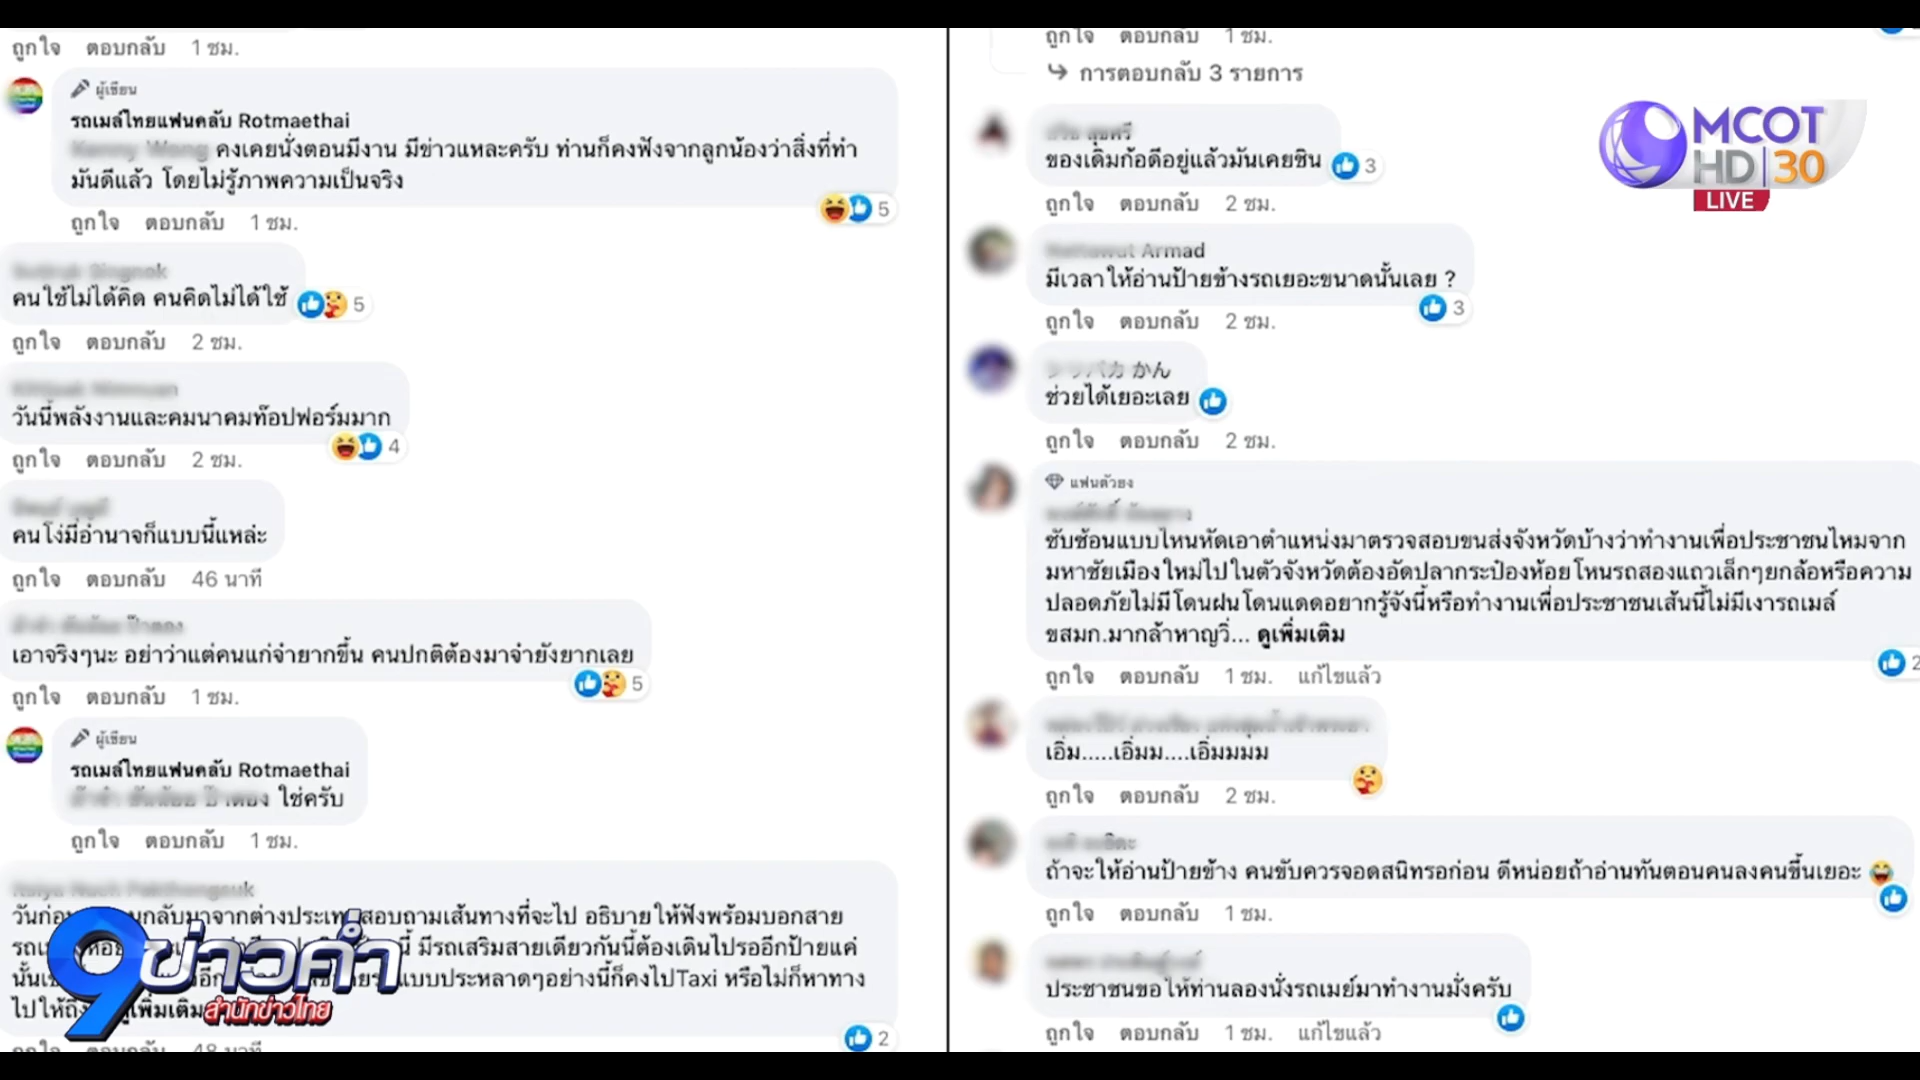 ถูกใจ ตอบกลับ 1 ชม.
ผู้เขียน
รถเมล์ไทยแฟนคลับ Rotmaethai
คงเคยนั่งตอนมีงาน มีข่าวแหละครับ ท่านก็คงฟังจากลูกน้องว่าสิ่งที่ทำ
มันดีแล้ว โดยไม่รู้ภาพความเป็นจริง
5
ถูกใจ ตอบกลับ 1 ชม.
คนใช้ไม่ได้คิด คนคิดไม่ได้ใช้ 5
ถูกใจ ตอบกลับ 2 ชม.
วันนี้พลังงานและคมนาคมท๊อปฟอร์มมาก
4
ถูกใจ ตอบกลับ 2 ชม.
คนโง่มีอำนาจก็แบบนี้แหล่ะ
ถูกใจ ตอบกลับ 46 นาที
เอาจริงๆนะ อย่าว่าแต่คนแก่จำยากขึ้น คนปกติต้องมาจำยังยากเลย
5
ถูกใจ ตอบกลับ 1 ชม.
ผู้เขียน
รถเมล์ไทยแฟนคลับ Rotmaethai
ใช่ครับ
ถูกใจ ตอบกลับ 1 ชม.
วันก่อน กลับมาจากต่างประเทศ สอบถามเส้นทางที่จะไป อธิบายให้ฟังพร้อมบอกสาย
นี้ มีรถเสริมสายเดียวกันนี้ต้องเดินไปรออีกป้ายแค่
แบบประหลาดๆอย่างนี้ก็คงไปTaxi หรือไม่ก็หาทาง
ไปให้ถึง ดูเพิ่มเติม
2
ถูกใจ ตอบกลับ 48 นาที
9 ข่าวค่ำ
สำนักข่าวไทย
ถูกใจ ตอบกลับ 1 ชม.
การตอบกลับ 3 รายการ
ของเดิมก้อดีอยู่แล้วมันเคยชิน 3
ถูกใจ ตอบกลับ 2 ชม.
Armad
มีเวลาให้อ่านป้ายข้างรถเยอะขนาดนั้นเลย ?
3
ถูกใจ ตอบกลับ 2 ชม.
かん
ช่วยได้เยอะเลย
ถูกใจ ตอบกลับ 2 ชม.
แฟนตัวยง
ซับซ้อนแบบไหนหัดเอาตำแหน่งมาตรวจสอบขนส่งจังหวัดบ้างว่าทำงานเพื่อประชาชนไหมจาก
มหาชัยเมืองใหม่ไปในตัวจังหวัดต้องอัดปลากระป๋องห้อยโหนรถสองแถวเล็กๆยกล้อหรือความ
ปลอดภัยไม่มีโดนฝนโดนแดดอยากรู้จังนี้หรือทำงานเพื่อประชาชนเส้นนี้ไม่มีเงารถเมล์
ขสมก.มากล้าหาญวิ่... ดูเพิ่มเติม
2
ถูกใจ ตอบกลับ 1 ชม. แก้ไขแล้ว
เอิ่ม.....เอิ่มม....เอิ่มมมม
ถูกใจ ตอบกลับ 2 ชม.
ถ้าจะให้อ่านป้ายข้าง คนขับควรจอดสนิทรอก่อน ดีหน่อยถ้าอ่านทันตอนคนลงคนขึ้นเยอะ
ถูกใจ ตอบกลับ 1 ชม.
ประชาชนขอให้ท่านลองนั่งรถเมย์มาทำงานมั่งครับ
ถูกใจ ตอบกลับ 1 ชม. แก้ไขแล้ว
MCOT
HD 30
LIVE